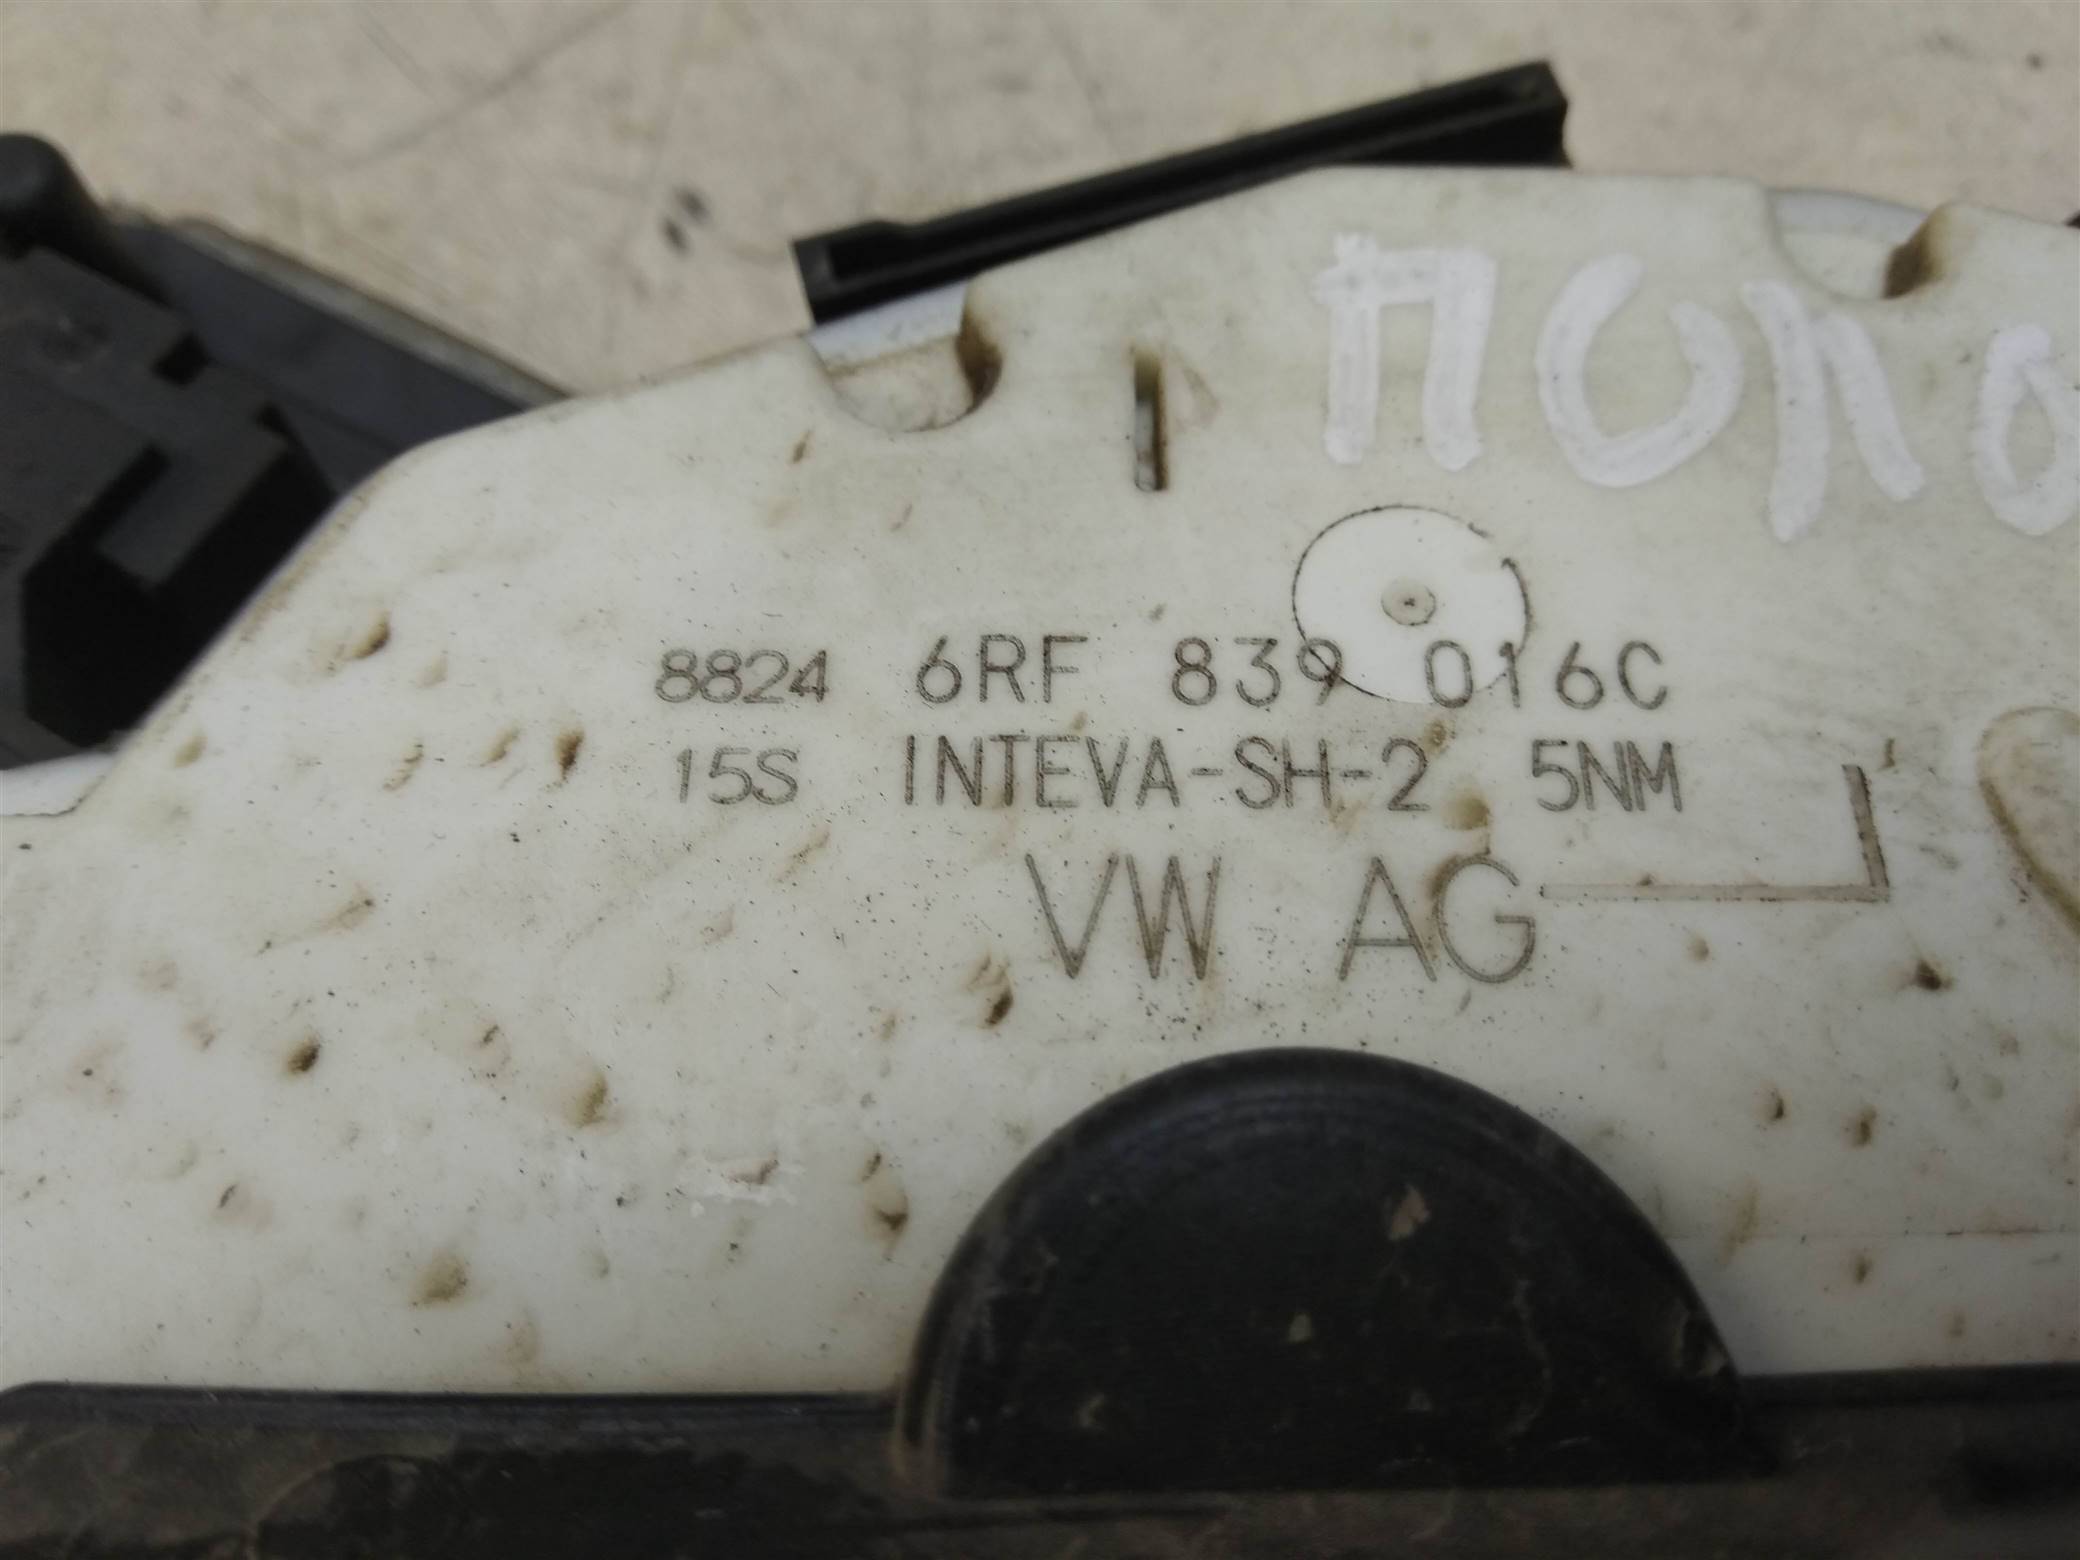 ПОЛО
8824 6RF 839 016C
15S INTEVA-SH-2 5NM
VW AG